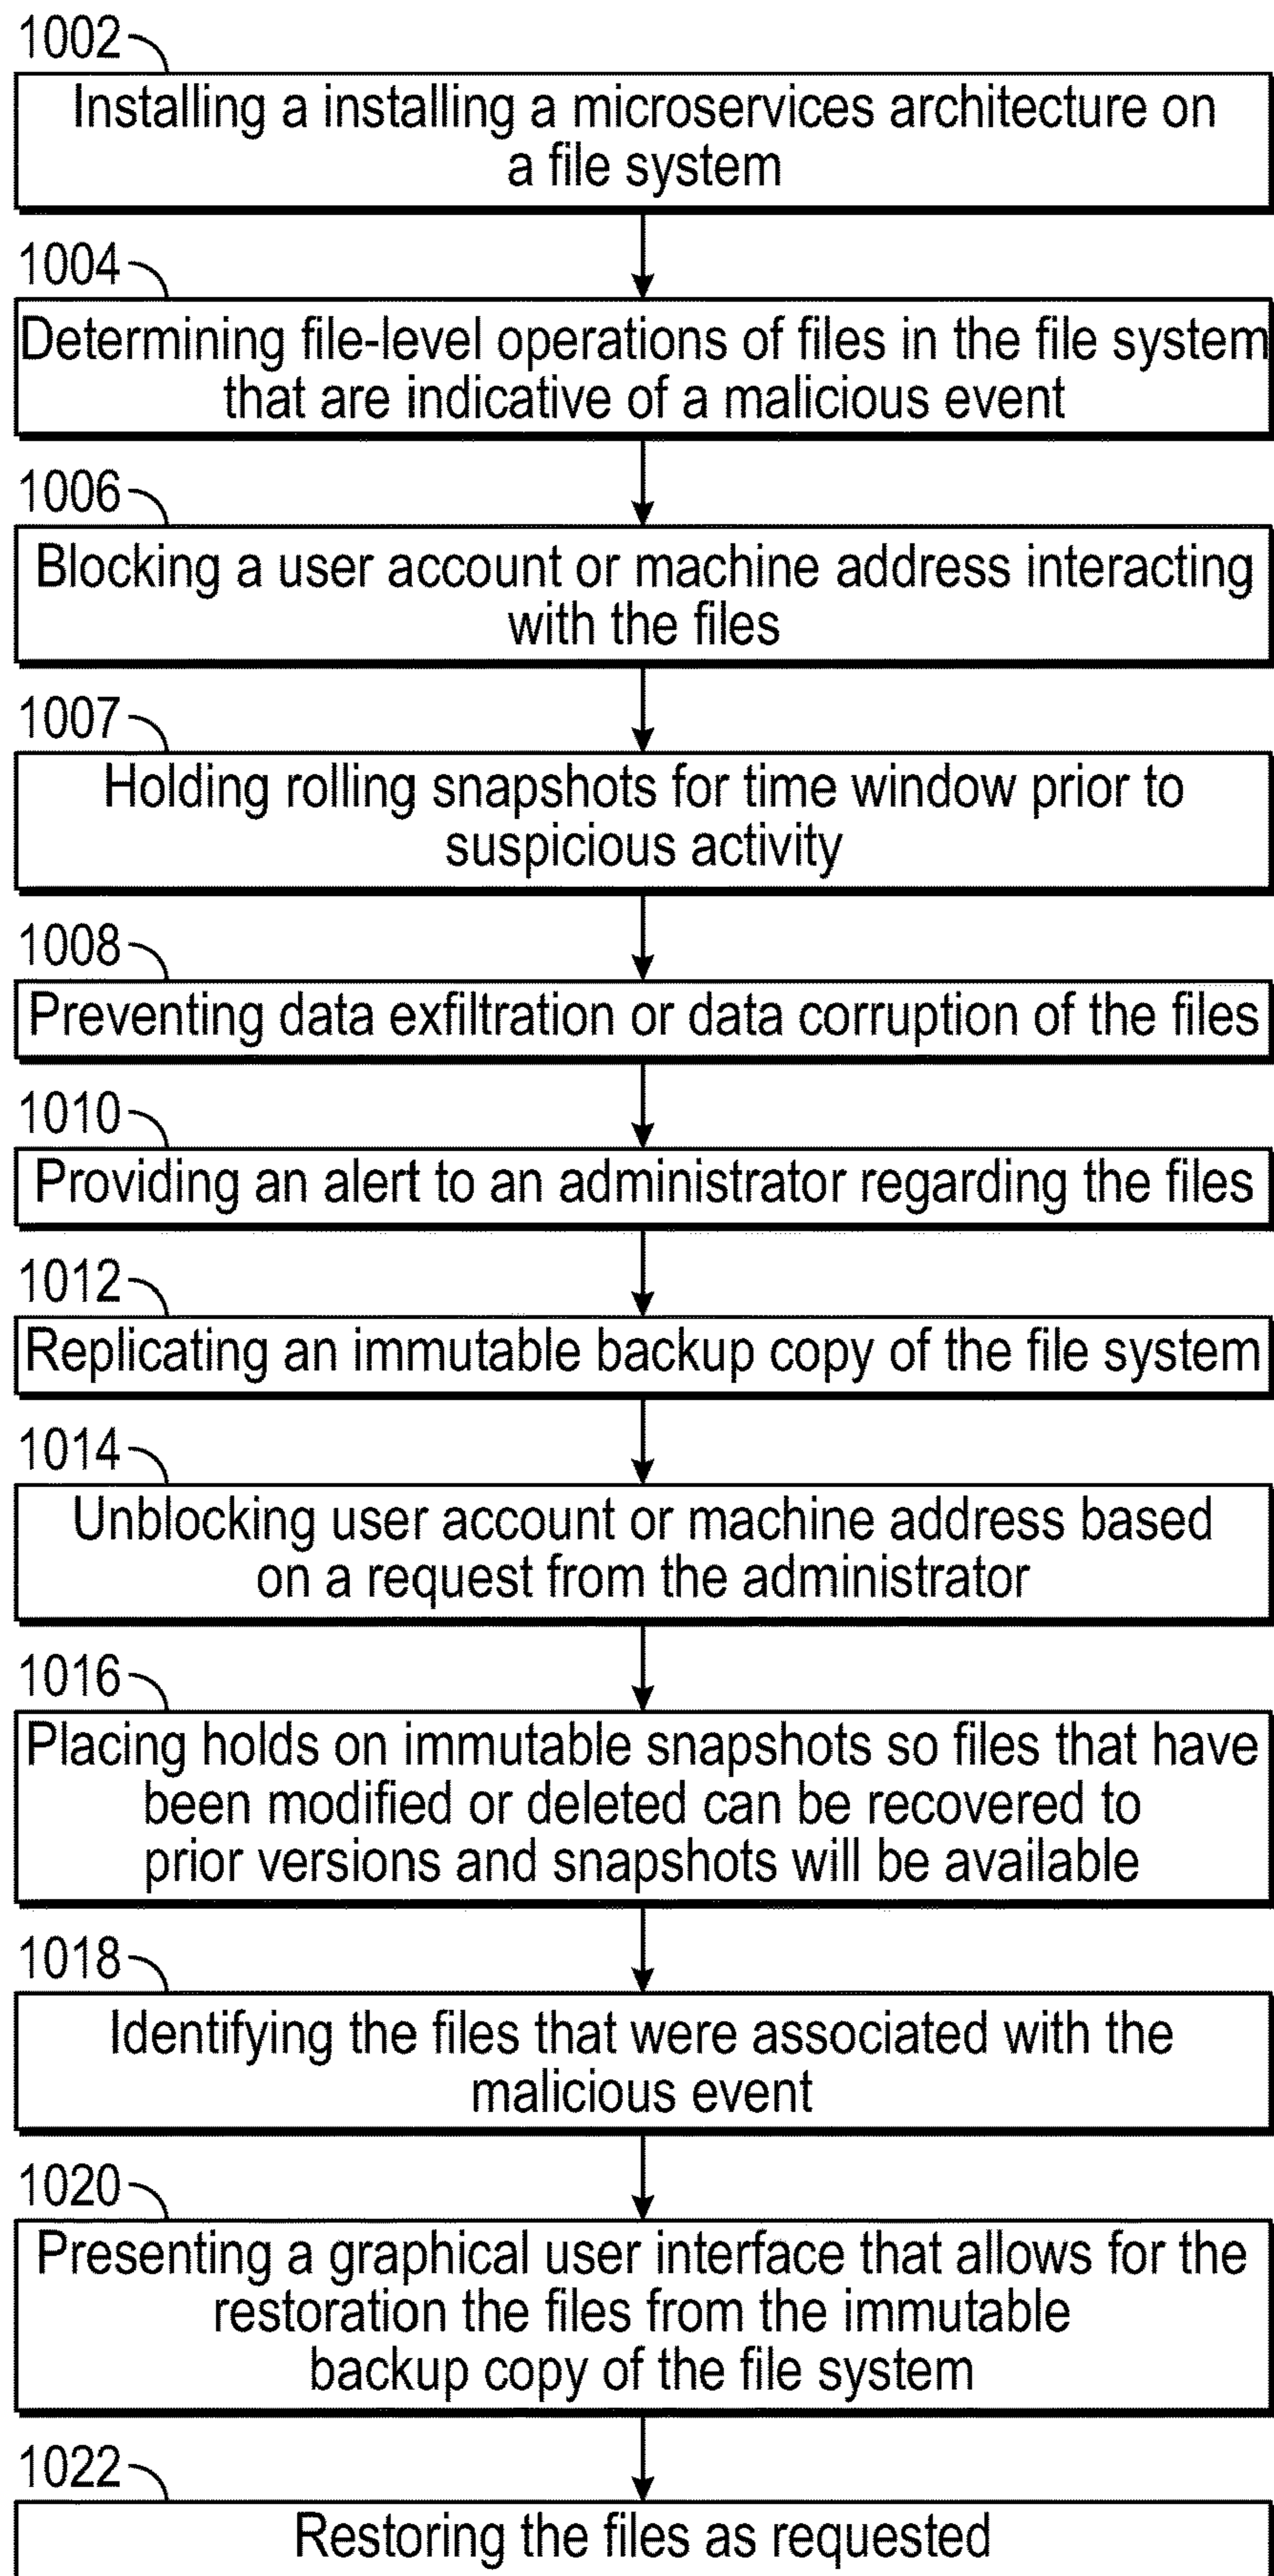 1002
Installing a installing a microservices architecture on
a file system
1004
Determining file-level operations of files in the file system
that are indicative of a malicious event
1006
Blocking a user account or machine address interacting
with the files
1007
Holding rolling snapshots for time window prior to
suspicious activity
1008
Preventing data exfiltration or data corruption of the files
1010
Providing an alert to an administrator regarding the files
1012
Replicating an immutable backup copy of the file system
1014
Unblocking user account or machine address based
on a request from the administrator
1016
Placing holds on immutable snapshots so files that have
been modified or deleted can be recovered to
prior versions and snapshots will be available
1018
Identifying the files that were associated with the
malicious event
1020
Presenting a graphical user interface that allows for the
restoration the files from the immutable
backup copy of the file system
1022
Restoring the files as requested